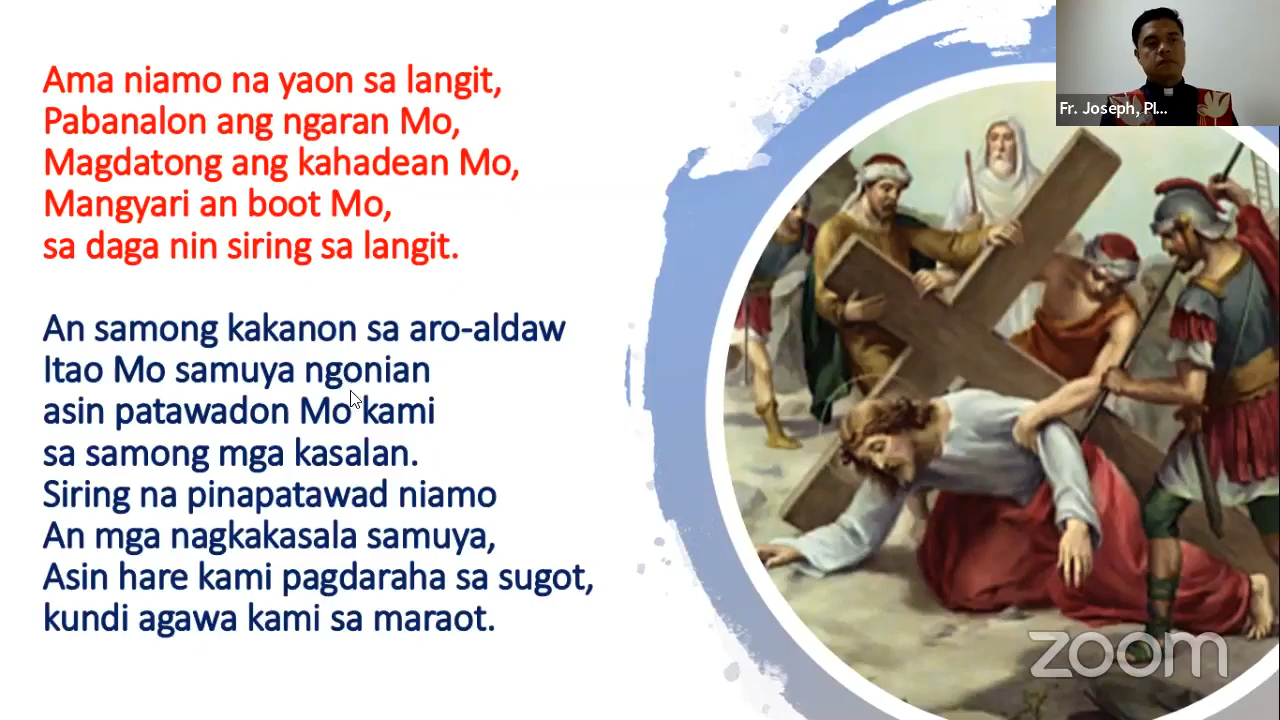 Ama niamo na yaon sa langit,
Pabanalon ang ngaran Mo,
Magdatong ang kahadean Mo,
Mangyari an boot Mo,
sa daga nin siring sa langit.
An samong kakanon sa aro-aldaw
Itao Mo samuya ngonian
asin patawadon Mo kami
sa samong mga kasalan.
Siring na pinapatawad niamo
An mga nagkakasala samuya,
Asin hare kami pagdaraha sa sugot,
kundi agawa kami sa maraot.
Fr. Joseph, Pl...
zoom